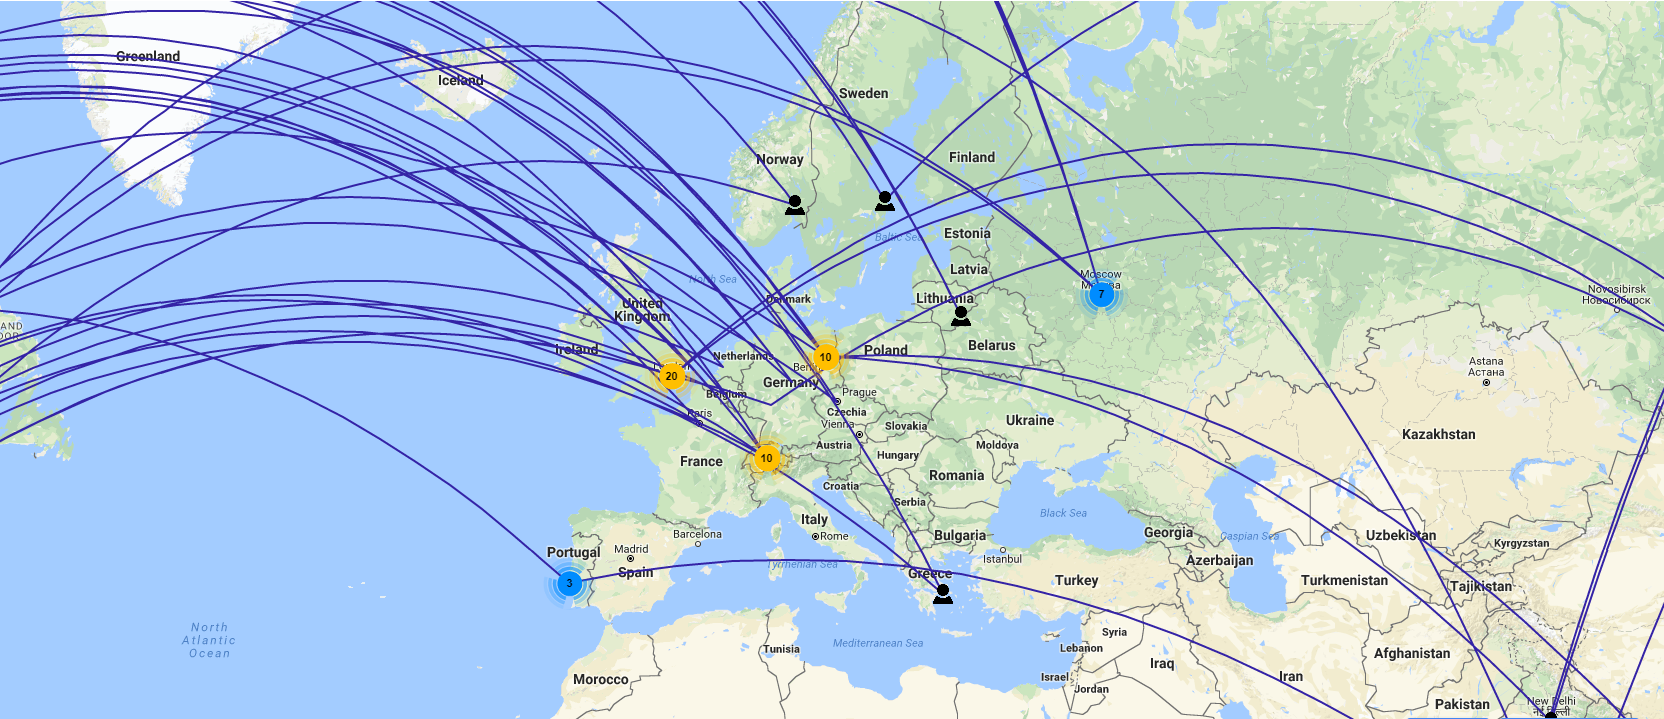 Greenland
Iceland
Sweden
Norway
Finland
Baltic Sea
Estonia
Latvia
Moscow
7
Novosibirsk
Новосибирск
North Sea
Denmark
Lithuania
United
Kingdom
Ireland
Netherlands
10
Poland
Belarus
20
Germany
Belgium
Prague
Czechia
Vienna
Slovakia
Ukraine
Astana
Астана
Paris
Austria
Moldova
Kazakhstan
France
10
Hungary
Romania
Croatia
Serbia
Black Sea
Italy
Rome
Barcelona
Bulgaria
Istanbul
Georgia
Caspian Sea
Uzbekistan
Kyrgyzstan
Portugal
Madrid
Spain
Tyrrhenian Sea
Greece
Turkey
Azerbaijan
Turkmenistan
Tajikistan
3
North
Atlantic
Ocean
Mediterranean Sea
Tunisia
Syria
Lebanon
Iraq
Afghanistan
Morocco
Israel
Jordan
Iran
Pakistan
New Delhi